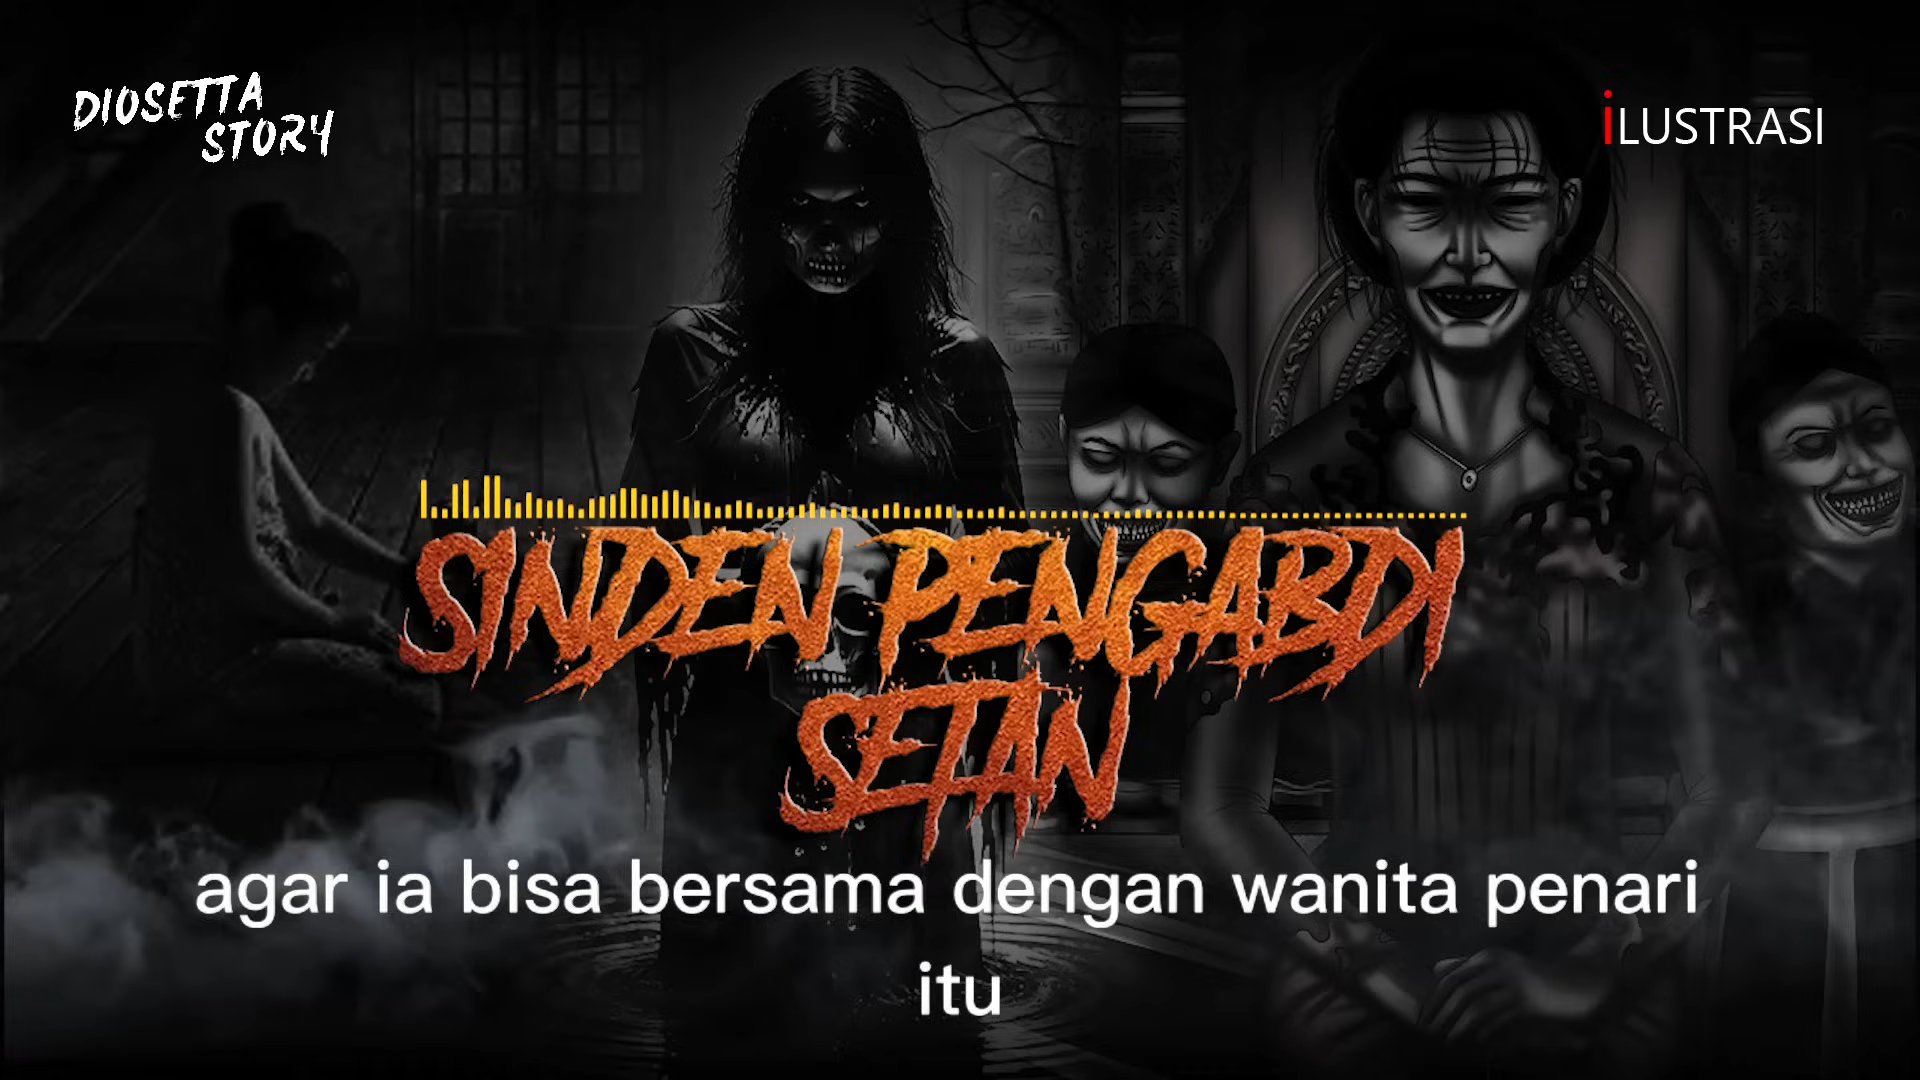 DIOSETTA
STORY
iLUSTRASI
SINDEN PENGABDI
SETAN
agar ia bisa bersama dengan wanita penari
itu